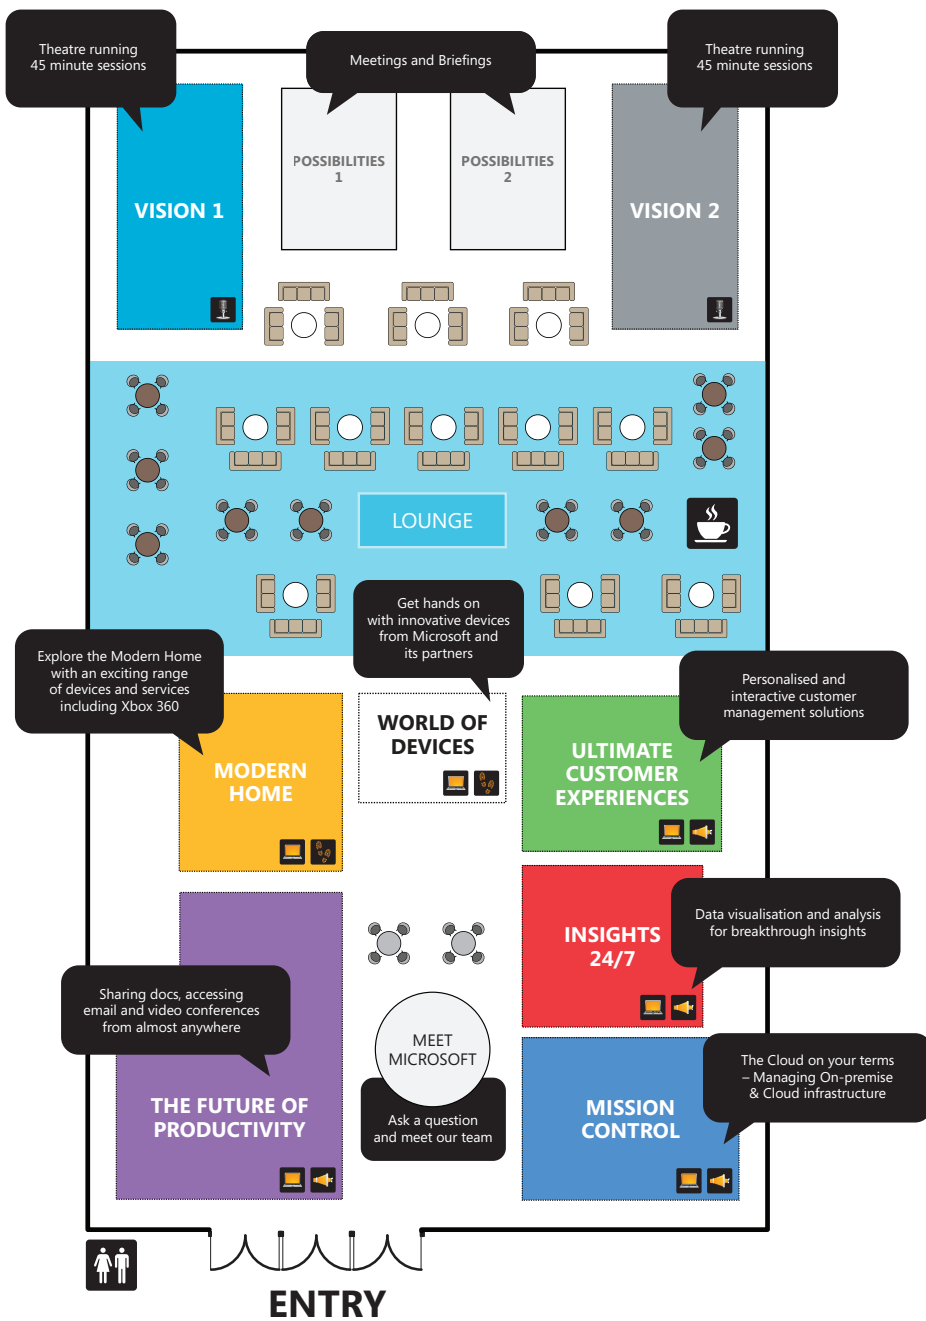 Theatre running
45 minute sessions
Meetings and Briefings
Theatre running
45 minute sessions
VISION 1
POSSIBILITIES
1
POSSIBILITIES
2
VISION 2
LOUNGE
Get hands on
with innovative devices
from Microsoft and
its partners
Explore the Modern Home
with an exciting range
of devices and services
including Xbox 360
Personalised and
interactive customer
management solutions
MODERN
HOME
WORLD OF
DEVICES
ULTIMATE
CUSTOMER
EXPERIENCES
INSIGHTS
24/7
Data visualisation and analysis
for breakthrough insights
Sharing docs, accessing
email and video conferences
from almost anywhere
THE FUTURE OF
PRODUCTIVITY
MEET
MICROSOFT
Ask a question
and meet our team
MISSION
CONTROL
The Cloud on your terms
– Managing On-premise
& Cloud infrastructure
ENTRY